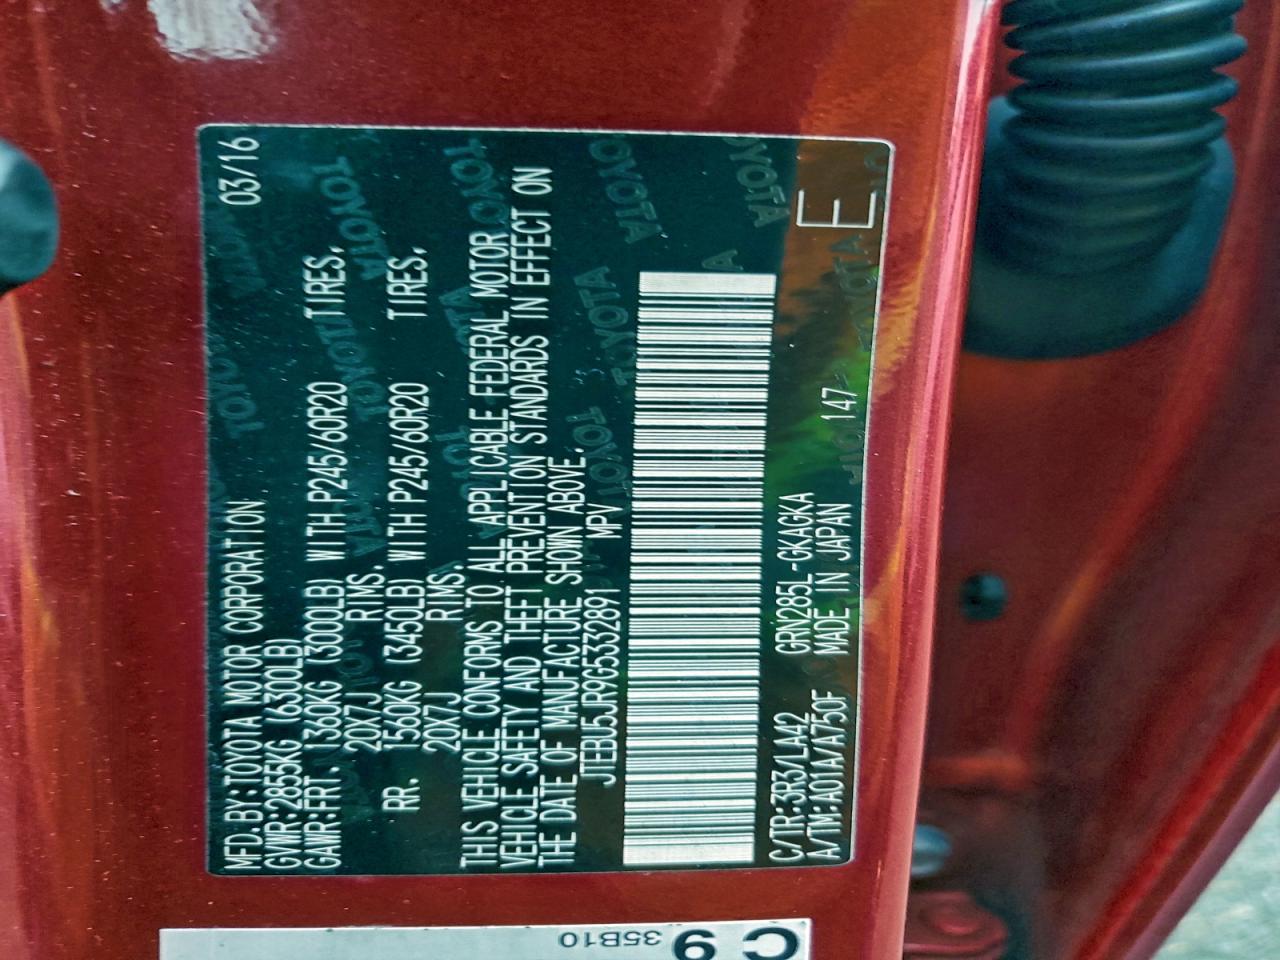 MFD.BY:TOYOTA MOTOR CORPORATION 03/16
GVWR:2855KG (6300LB)
GAWR:FRT. 1360KG (3000LB) WITH P245/60R20 TIRES.
20X7J RIMS.
RR. 1560KG (3450LB) WITH P245/60R20 TIRES.
20X7J RIMS.
THIS VEHICLE CONFORMS TO ALL APPLICABLE FEDERAL MOTOR
VEHICLE SAFETY AND THEFT PREVENTION STANDARDS IN EFFECT ON
THE DATE OF MANUFACTURE SHOWN ABOVE.
JTEBU5JR9G5332891 MPV
C/TR:3R3/LA42 GRN285L-GKAGKA
A/TM:A01A/A750F MADE IN JAPAN 147-
E
C 9 35B10